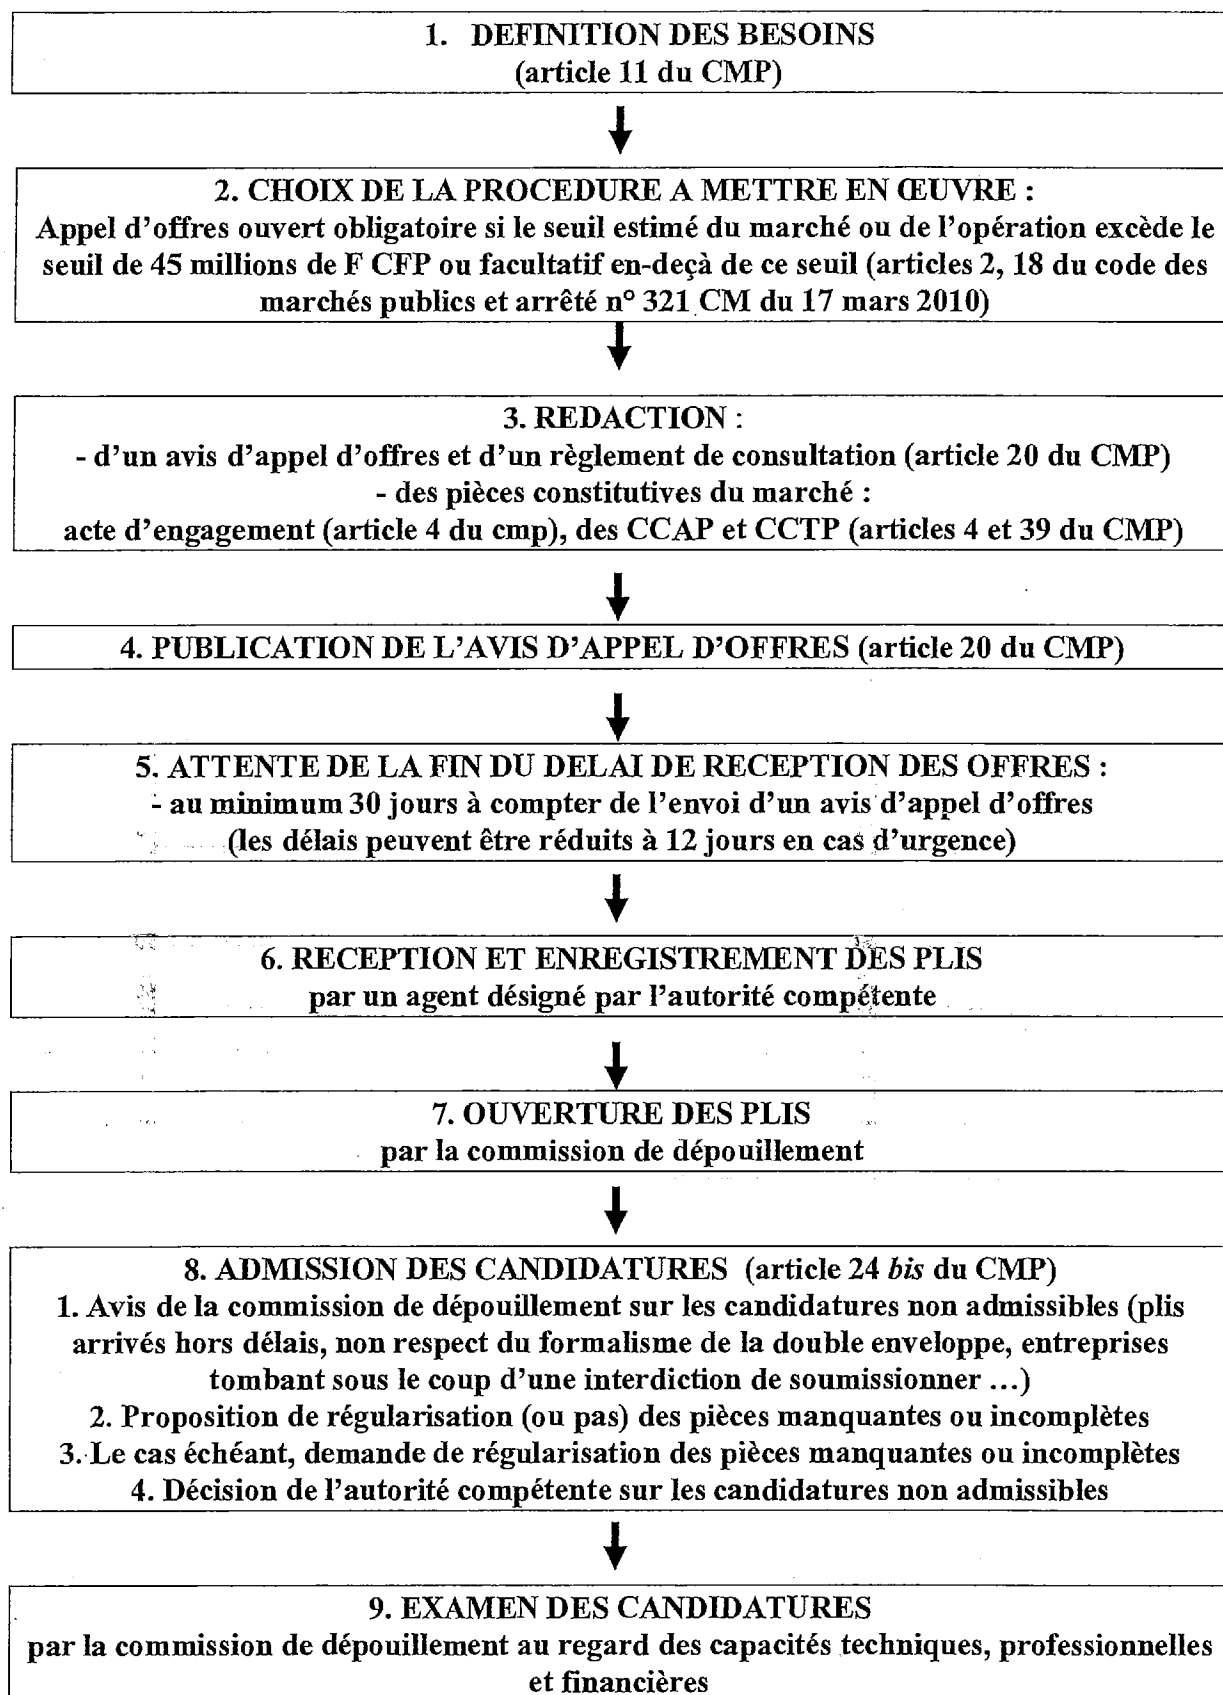 1. DEFINITION DES BESOINS
(article 11 du CMP)
2. CHOIX DE LA PROCEDURE A METTRE EN ŒUVRE :
Appel d'offres ouvert obligatoire si le seuil estimé du marché ou de l'opération excède le
seuil de 45 millions de F CFP ou facultatif en-deçà de ce seuil (articles 2, 18 du code des
marchés publics et arrêté n° 321 CM du 17 mars 2010)
3. REDACTION :
- d'un avis d'appel d'offres et d'un règlement de consultation (article 20 du CMP)
- des pièces constitutives du marché :
acte d'engagement (article 4 du cmp), des CCAP et CCTP (articles 4 et 39 du CMP)
4. PUBLICATION DE L'AVIS D'APPEL D'OFFRES (article 20 du CMP)
5. ATTENTE DE LA FIN DU DELAI DE RECEPTION DES OFFRES :
- au minimum 30 jours à compter de l'envoi d'un avis d'appel d'offres
(les délais peuvent être réduits à 12 jours en cas d'urgence)
6. RECEPTION ET ENREGISTREMENT DES PLIS
par un agent désigné par l'autorité compétente
7. OUVERTURE DES PLIS
par la commission de dépouillement
8. ADMISSION DES CANDIDATURES (article 24 bis du CMP)
1. Avis de la commission de dépouillement sur les candidatures non admissibles (plis
arrivés hors délais, non respect du formalisme de la double enveloppe, entreprises
tombant sous le coup d'une interdiction de soumissionner ...)
2. Proposition de régularisation (ou pas) des pièces manquantes ou incomplètes
3. Le cas échéant, demande de régularisation des pièces manquantes ou incomplètes
4. Décision de l'autorité compétente sur les candidatures non admissibles
9. EXAMEN DES CANDIDATURES
par la commission de dépouillement au regard des capacités techniques, professionnelles
et financières